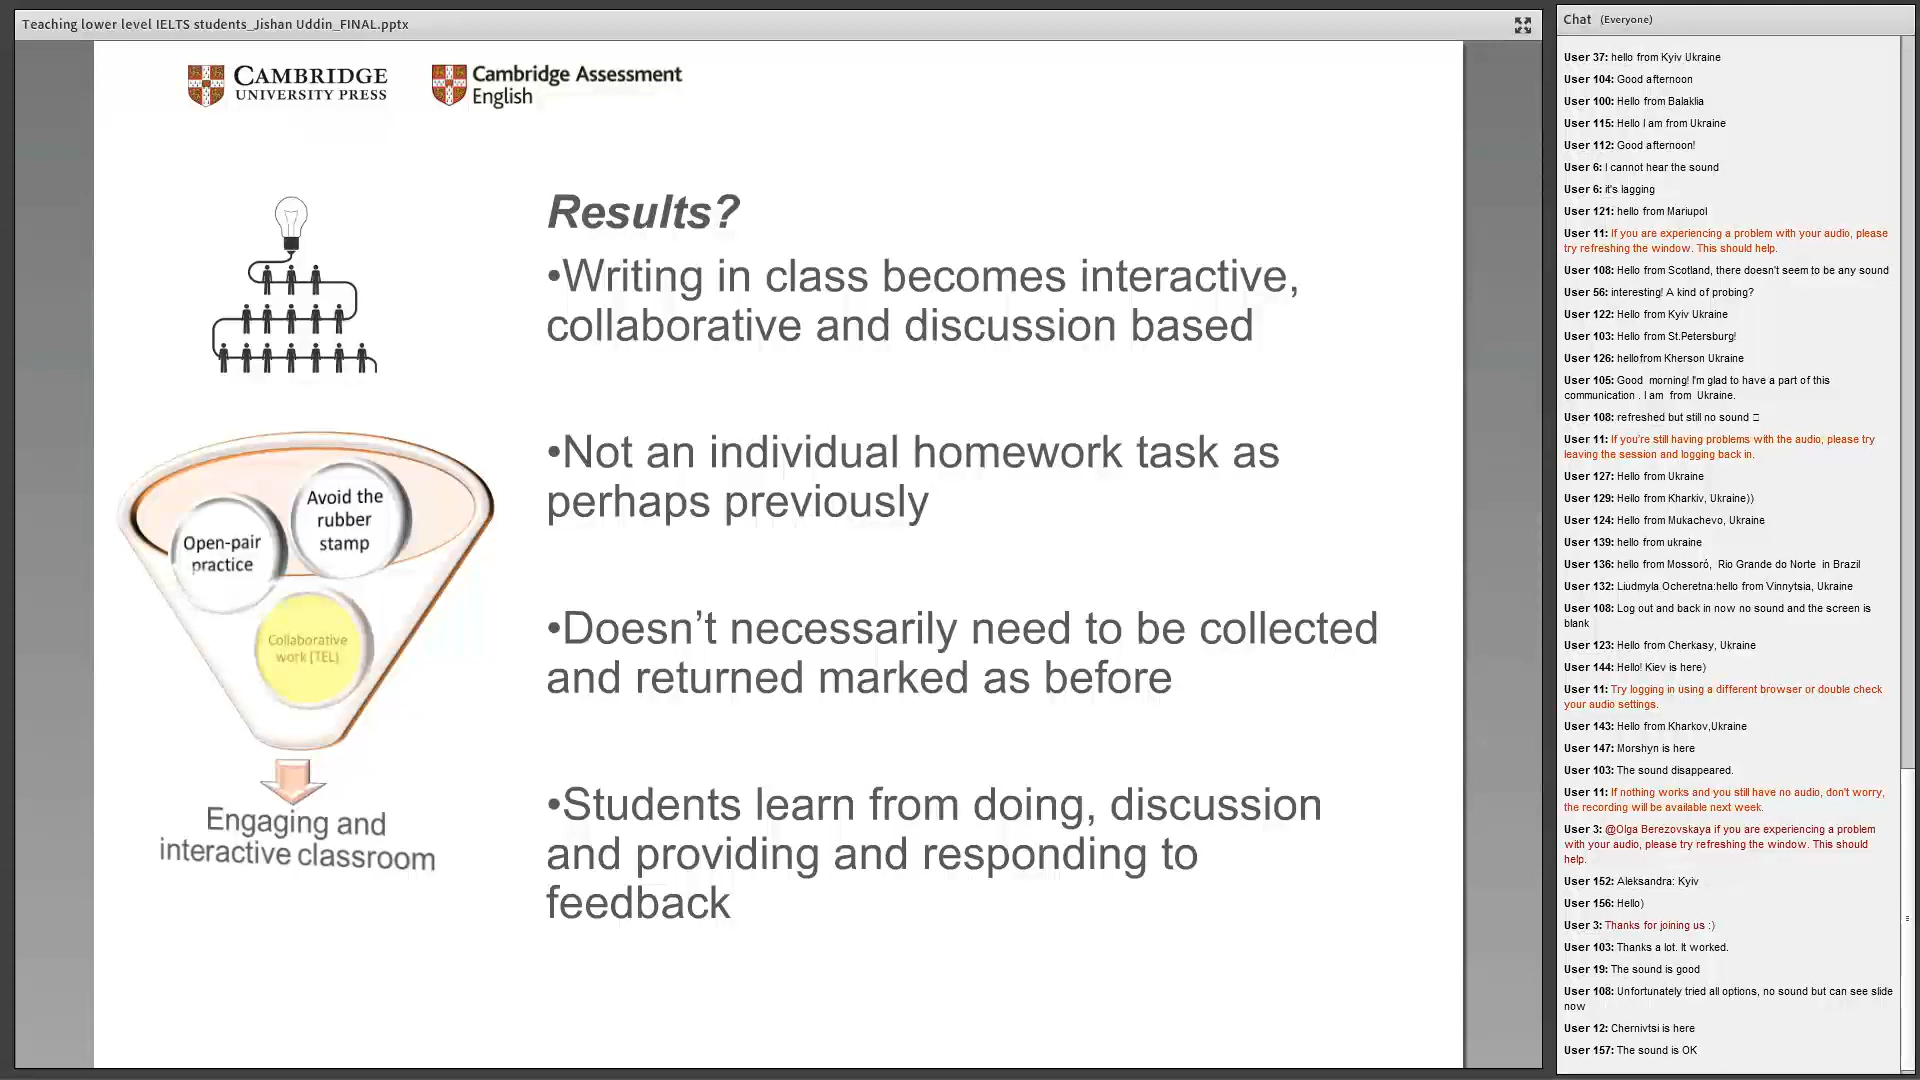 Teaching lower level IELTS students_Jishan Uddin_FINAL.pptx
CAMBRIDGE
UNIVERSITY PRESS
Cambridge Assessment
English
Results?
•Writing in class becomes interactive,
collaborative and discussion based
•Not an individual homework task as
perhaps previously
•Doesn’t necessarily need to be collected
and returned marked as before
•Students learn from doing, discussion
and providing and responding to
feedback
Avoid the
rubber
stamp
Open-pair
practice
Collaborative
work (TEL)
Engaging and
interactive classroom
Chat (Everyone)
User 37: hello from Kyiv Ukraine
User 104: Good afternoon
User 100: Hello from Balaklia
User 115: Hello I am from Ukraine
User 112: Good afternoon!
User 6: I cannot hear the sound
User 6: it's lagging
User 121: hello from Mariupol
User 11: If you are experiencing a problem with your audio, please
try refreshing the window. This should help.
User 108: Hello from Scotland, there doesn't seem to be any sound
User 56: interesting! A kind of probing?
User 122: Hello from Kyiv Ukraine
User 103: Hello from St.Petersburg!
User 126: hellofrom Kherson Ukraine
User 105: Good morning! I'm glad to have a part of this
communication . I am from Ukraine.
User 108: refreshed but still no sound
User 11: If you're still having problems with the audio, please try
leaving the session and logging back in.
User 127: Hello from Ukraine
User 129: Hello from Kharkiv, Ukraine))
User 124: Hello from Mukachevo, Ukraine
User 139: hello from ukraine
User 136: hello from Mossoró, Rio Grande do Norte in Brazil
User 132: Liudmyla Ocheretna:hello from Vinnytsia, Ukraine
User 108: Log out and back in now no sound and the screen is
blank
User 123: Hello from Cherkasy, Ukraine
User 144: Hello! Kiev is here)
User 11: Try logging in using a different browser or double check
your audio settings.
User 143: Hello from Kharkov,Ukraine
User 147: Morshyn is here
User 103: The sound disappeared.
User 11: If nothing works and you still have no audio, don't worry,
the recording will be available next week.
User 3: @Olga Berezovskaya if you are experiencing a problem
with your audio, please try refreshing the window. This should
help.
User 152: Aleksandra: Kyiv
User 156: Hello)
User 3: Thanks for joining us :)
User 103: Thanks a lot. It worked.
User 19: The sound is good
User 108: Unfortunately tried all options, no sound but can see slide
now
User 12: Chernivtsi is here
User 157: The sound is OK